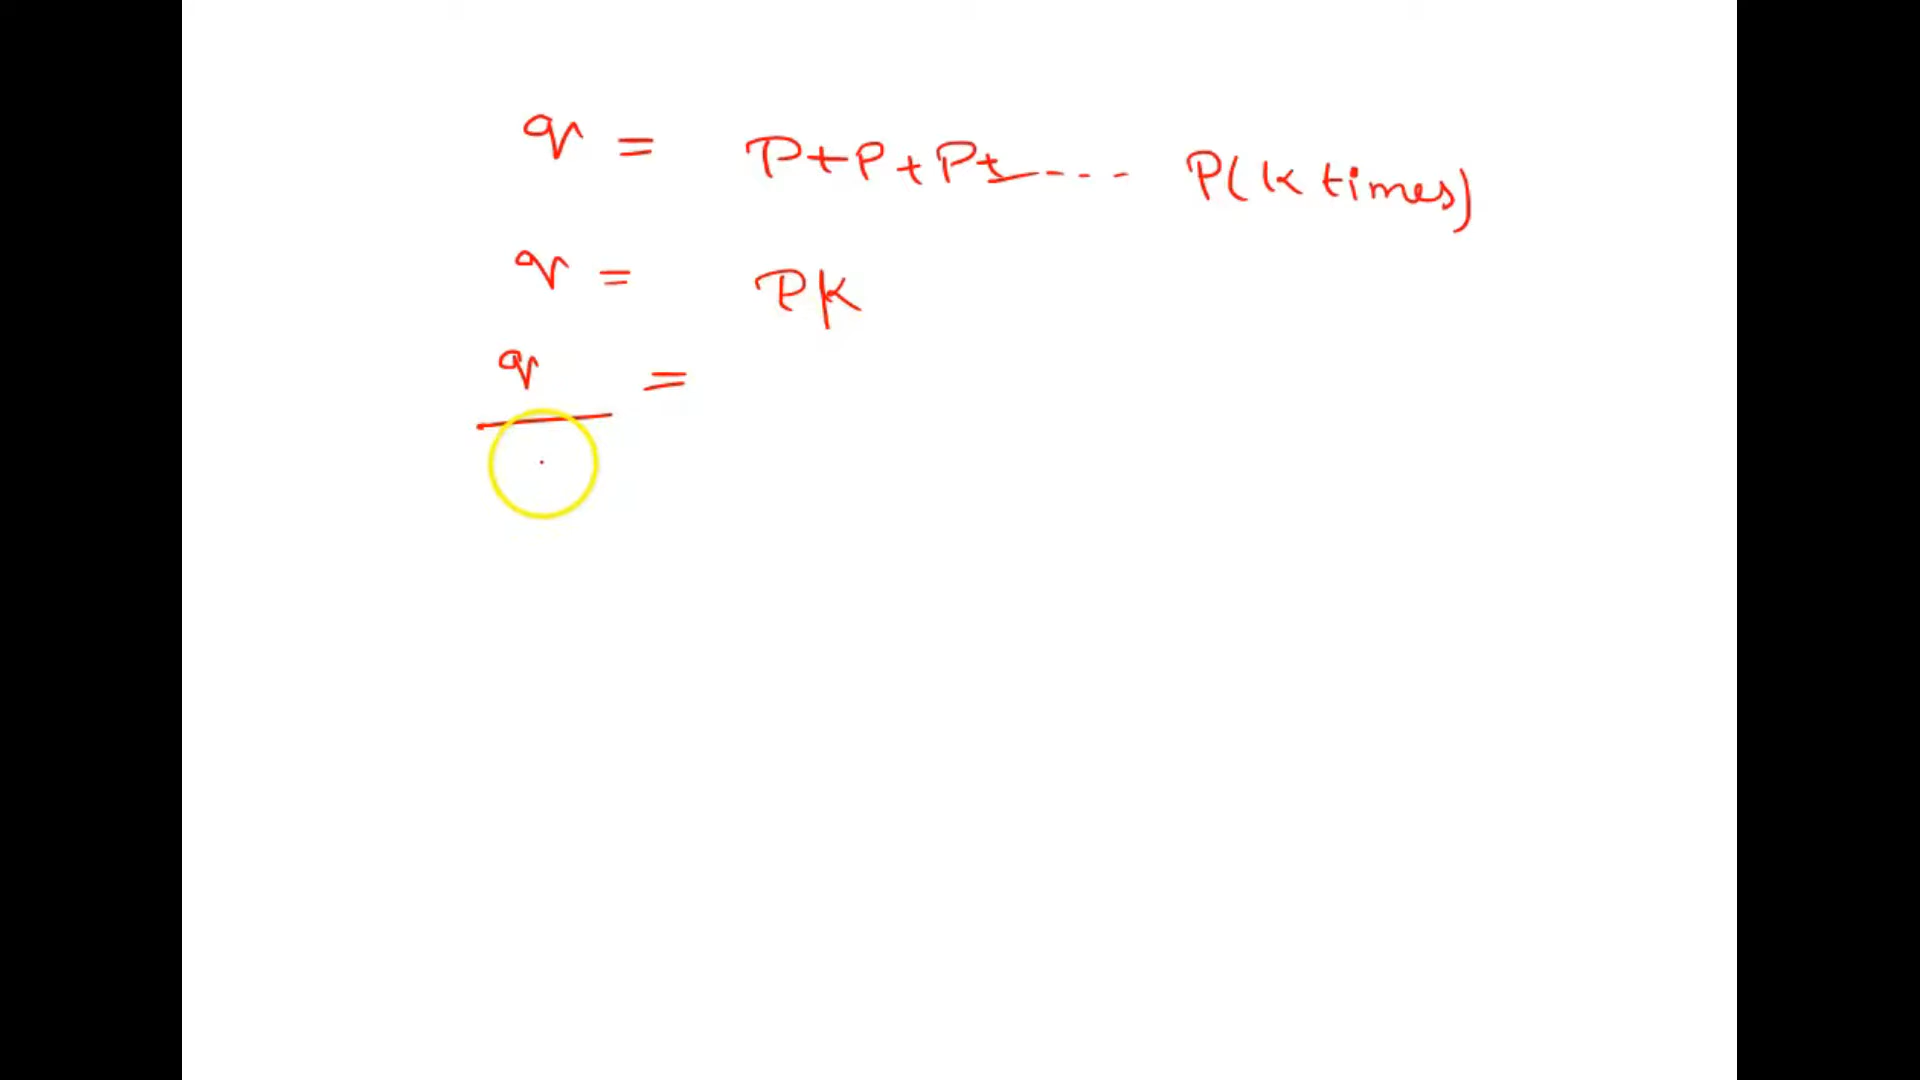 q = P+P+P+---- P(k times)
q = Pk
q =